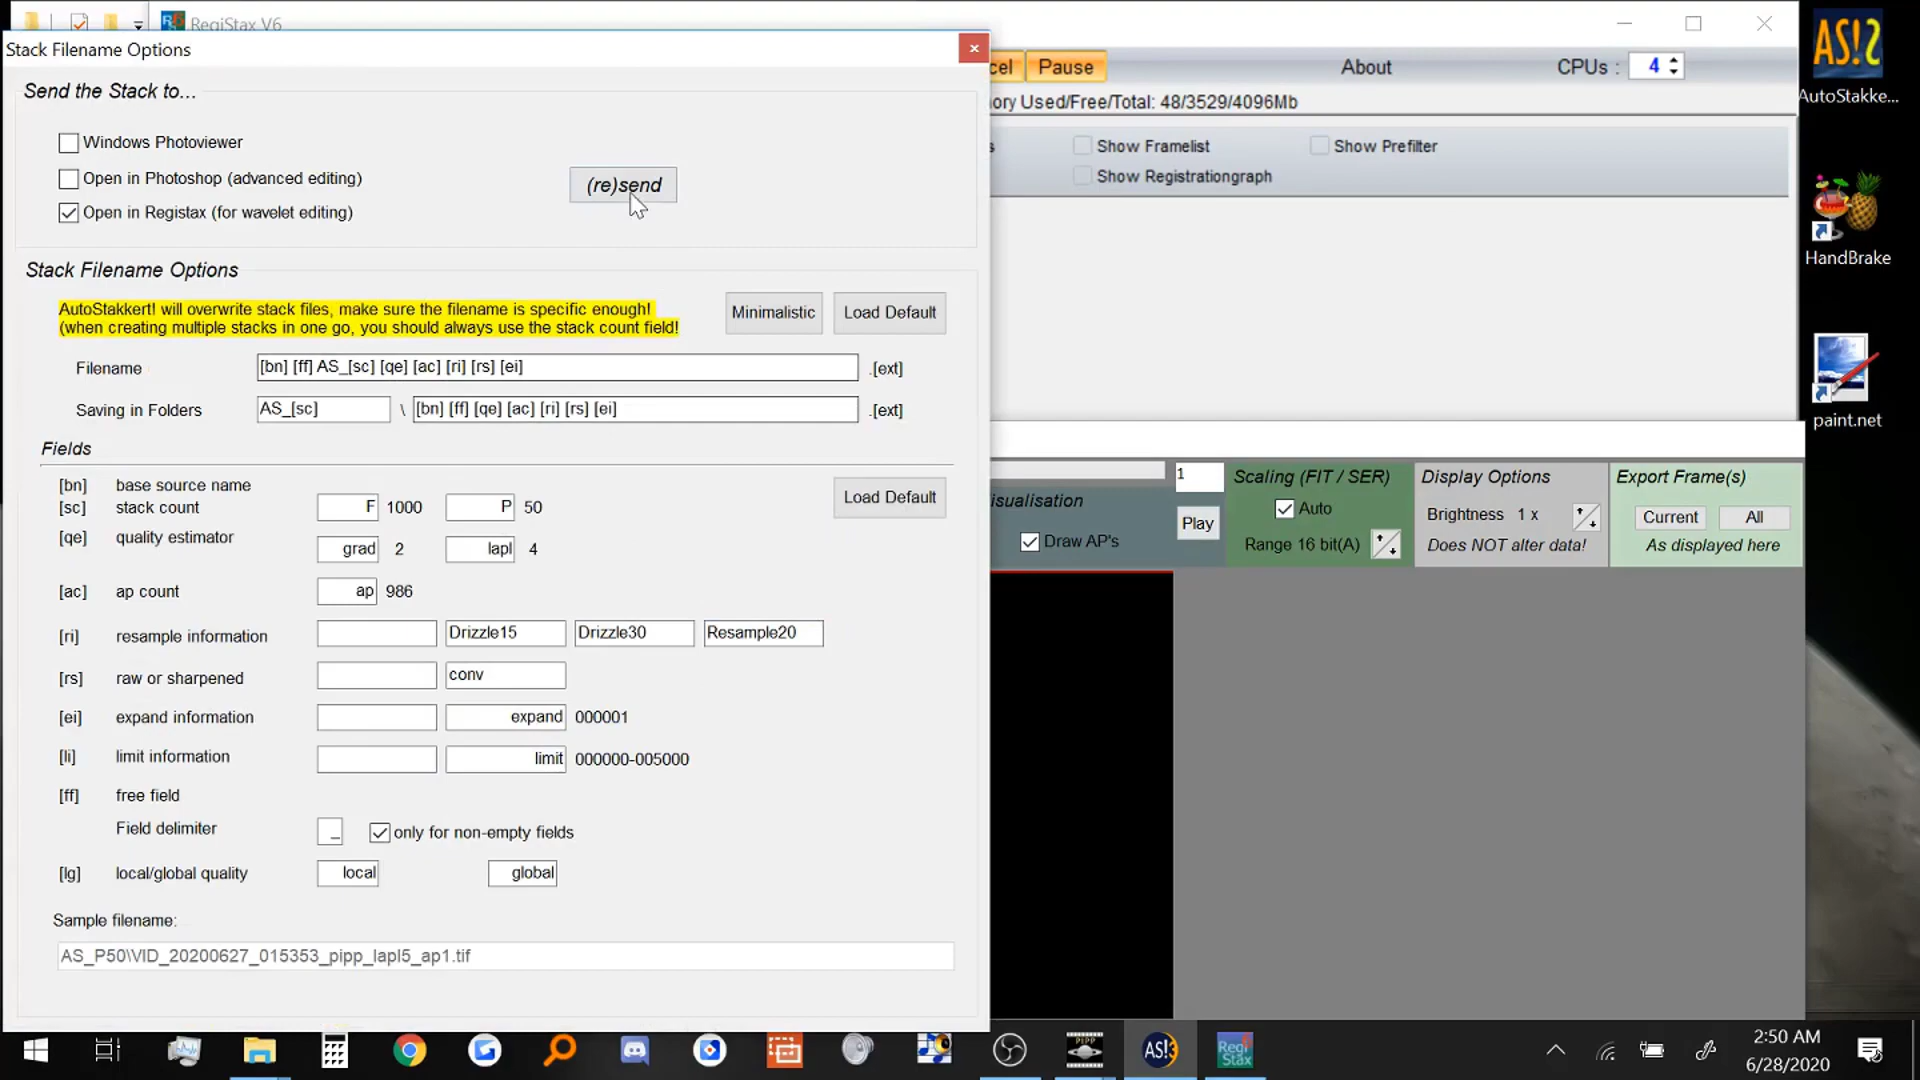 RegiStax V6
Stack Filename Options
Pause
About
CPUs : 4
Send the Stack to...
Used/Free/Total: 48/3529/4096Mb
Windows Photoviewer
Open in Photoshop (advanced editing)
(re)send
Open in Registax (for wavelet editing)
Show Framelist
Show Prefilter
Show Registrationgraph
AS!S
AutoStakke...
HandBrake
paint.net
Stack Filename Options
AutoStakkert! will overwrite stack files, make sure the filename is specific enough!
(when creating multiple stacks in one go, you should always use the stack count field!
Minimalistic
Load Default
Filename [bn] [ff] AS_[sc] [qe] [ac] [ri] [rs] [ei] .[ext]
Saving in Folders AS_[sc] \ [bn] [ff] [qe] [ac] [ri] [rs] [ei] .[ext]
Fields
[bn] base source name
Load Default
[sc] stack count F 1000 P 50
[qe] quality estimator grad 2 lapl 4
[ac] ap count ap 986
[ri] resample information Drizzle15 Drizzle30 Resample20
[rs] raw or sharpened conv
[ei] expand information expand 000001
[li] limit information limit 000000-005000
[ff] free field
Field delimiter _ only for non-empty fields
[lg] local/global quality local global
Sample filename:
AS_P50\VID_20200627_015353_pipp_lapl5_ap1.tif
Draw AP's
1
Play
Scaling (FIT / SER)
Auto
Range 16 bit(A)
Display Options
Brightness 1 x
Does NOT alter data!
Export Frame(s)
Current All
As displayed here
PIPP
AS!3
Regi
Stax
2:50 AM
6/28/2020